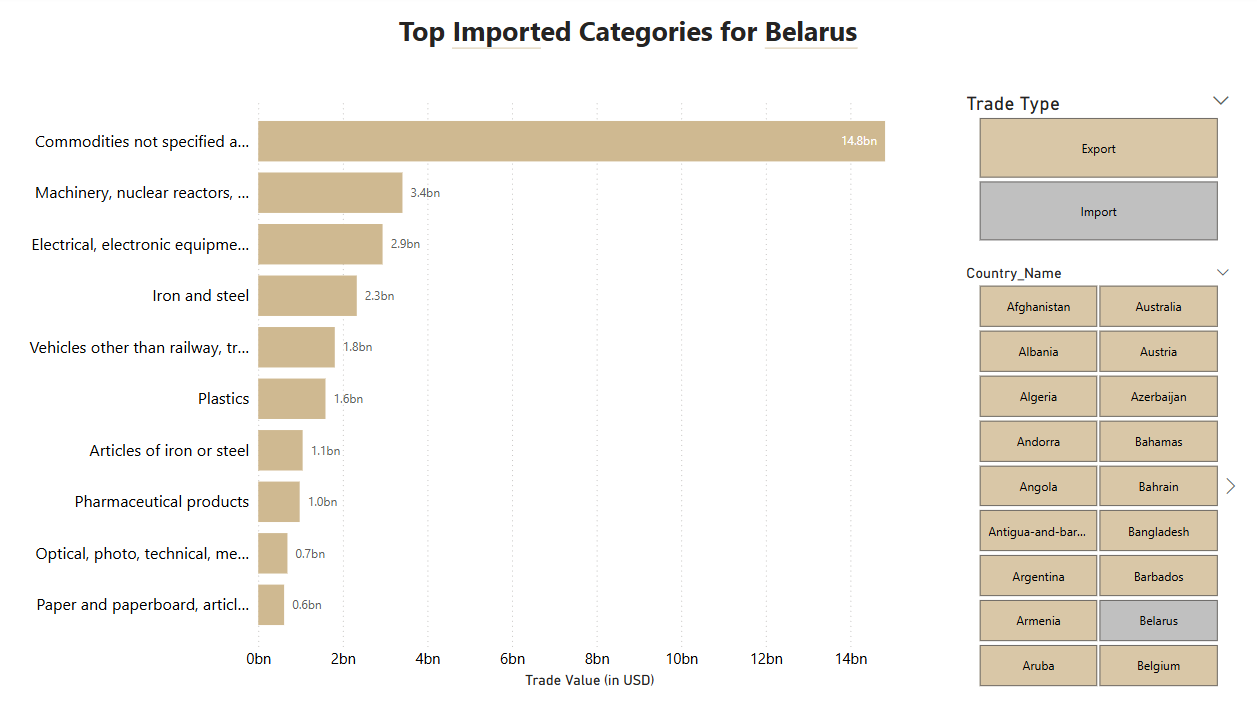 Top Imported Categories for Belarus
Commodities not specified a...
14.8bn
Machinery, nuclear reactors, ...
3.4bn
Electrical, electronic equipme...
2.9bn
Iron and steel
2.3bn
Vehicles other than railway, tr...
1.8bn
Plastics
1.6bn
Articles of iron or steel
1.1bn
Pharmaceutical products
1.0bn
Optical, photo, technical, me...
0.7bn
Paper and paperboard, articl...
0.6bn
0bn 2bn 4bn 6bn 8bn 10bn 12bn 14bn
Trade Value (in USD)
Trade Type
Export
Import
Country_Name
Afghanistan Australia
Albania Austria
Algeria Azerbaijan
Andorra Bahamas
Angola Bahrain
Antigua-and-bar... Bangladesh
Argentina Barbados
Armenia Belarus
Aruba Belgium